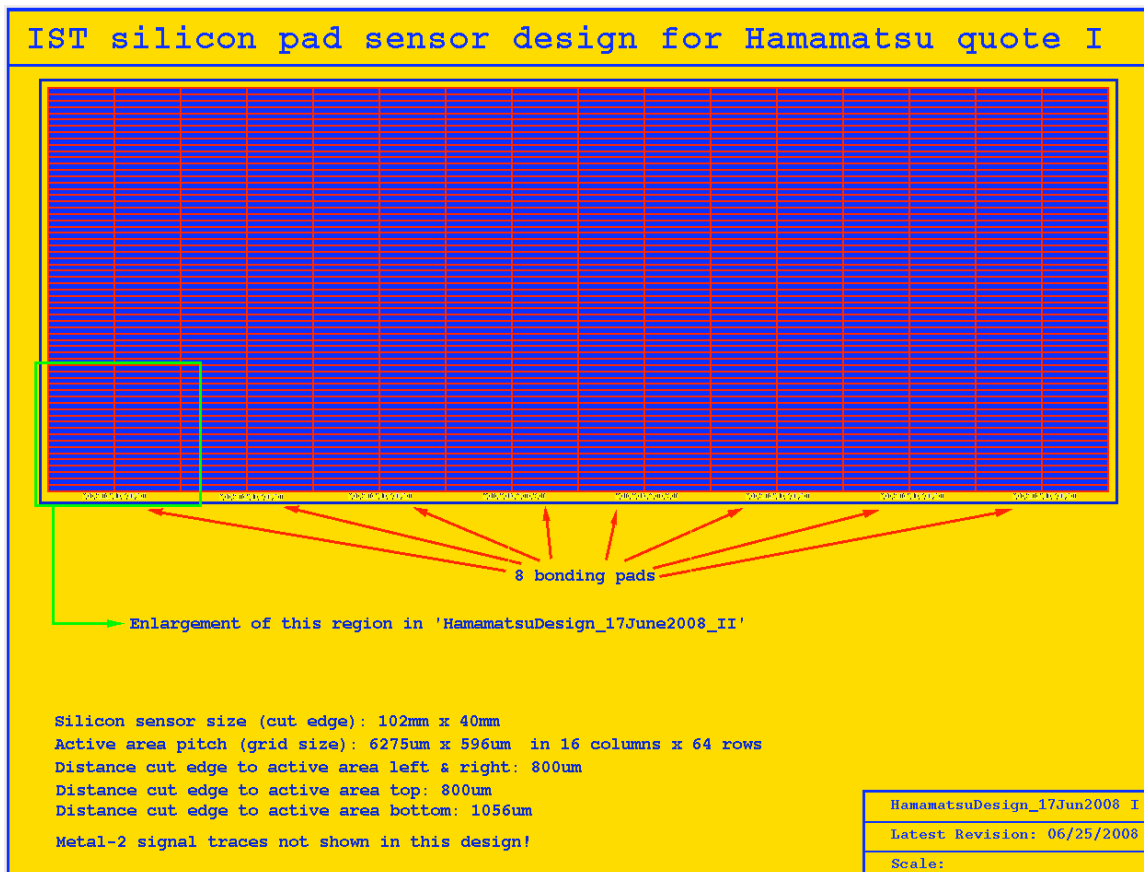 IST silicon pad sensor design for Hamamatsu quote I
8 bonding pads
Enlargement of this region in 'HamamatsuDesign_17June2008_II'
Silicon sensor size (cut edge): 102mm x 40mm
Active area pitch (grid size): 6275um x 596um  in 16 columns x 64 rows
Distance cut edge to active area left & right: 800um
Distance cut edge to active area top: 800um
Distance cut edge to active area bottom: 1056um
Metal-2 signal traces not shown in this design!
HamamatsuDesign_17Jun2008 I
Latest Revision: 06/25/2008
Scale: